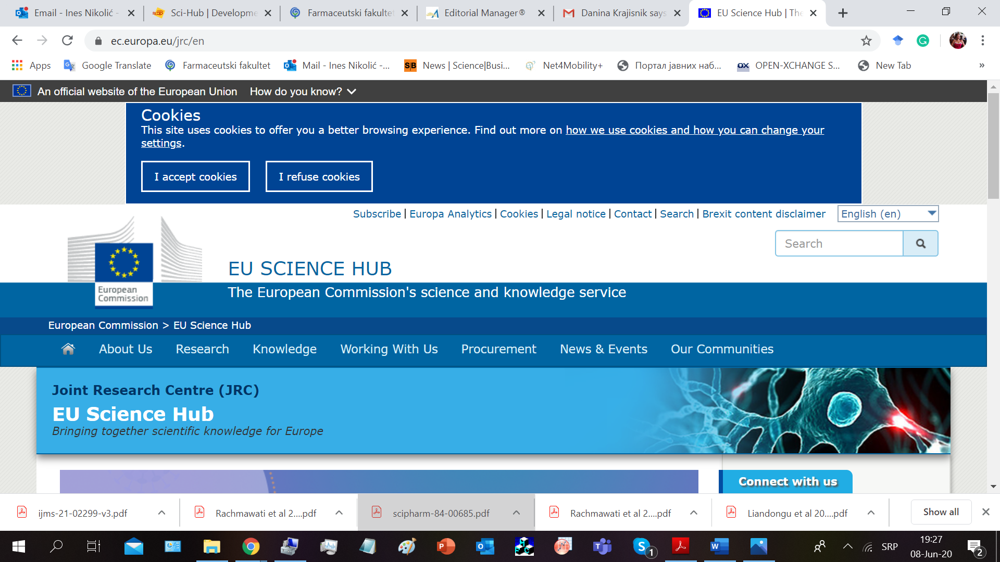 Email - Ines Nikolić -
Sci-Hub | Developme
Farmaceutski fakultet
Editorial Manager®
Danina Krajisnik says
EU Science Hub | The
ec.europa.eu/jrc/en
Apps
Google Translate
Farmaceutski fakultet
Mail - Ines Nikolić -...
SB
News | Science|Busi...
Net4Mobility+
Портал јавних наб...
OX
OPEN-XCHANGE S...
New Tab
»
An official website of the European Union
How do you know?
Cookies
This site uses cookies to offer you a better browsing experience. Find out more on how we use cookies and how you can change your
settings.
I accept cookies
I refuse cookies
Subscribe | Europa Analytics | Cookies | Legal notice | Contact | Search | Brexit content disclaimer
English (en)
Search
European
Commission
EU SCIENCE HUB
The European Commission's science and knowledge service
European Commission > EU Science Hub
About Us
Research
Knowledge
Working With Us
Procurement
News & Events
Our Communities
Joint Research Centre (JRC)
EU Science Hub
Bringing together scientific knowledge for Europe
Connect with us
ijms-21-02299-v3.pdf
Rachmawati et al 2....pdf
scipharm-84-00685.pdf
Rachmawati et al 2....pdf
Liandongu et al 20....pdf
Show all
1
SRP
19:27
08-Jun-20
2